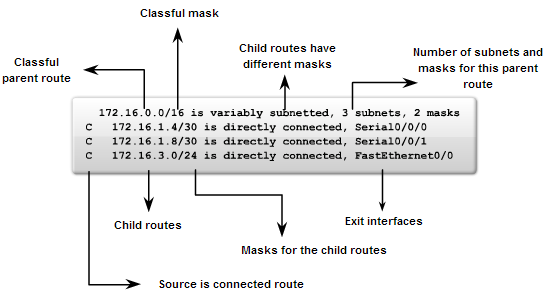 Classful mask
Classful
parent route
Child routes have
different masks
Number of subnets and
masks for this parent
route
172.16.0.0/16 is variably subnetted, 3 subnets, 2 masks
C 172.16.1.4/30 is directly connected, Serial0/0/0
C 172.16.1.8/30 is directly connected, Serial0/0/1
C 172.16.3.0/24 is directly connected, FastEthernet0/0
Child routes
Masks for the child routes
Exit interfaces
Source is connected route